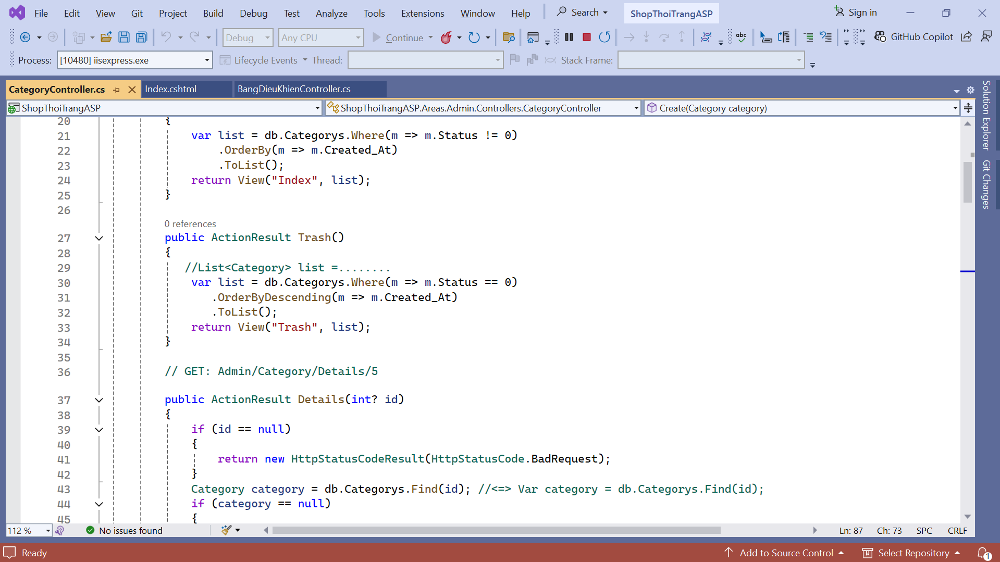 File Edit View Git Project Build Debug Test Analyze Tools Extensions Window Help Search ShopThoiTrangASP Sign in
Debug Any CPU Continue abc GitHub Copilot
Process: [10480] iisexpress.exe Lifecycle Events Thread: Stack Frame:
CategoryController.cs Index.cshtml BangDieuKhienController.cs
ShopThoiTrangASP ShopThoiTrangASP.Areas.Admin.Controllers.CategoryController Create(Category category)
20 {
21 var list = db.Categorys.Where(m => m.Status != 0)
22 .OrderBy(m => m.Created_At)
23 .ToList();
24 return View("Index", list);
25 }
26
0 references
27 public ActionResult Trash()
28 {
29 //List<Category> list =........
30 var list = db.Categorys.Where(m => m.Status == 0)
31 .OrderByDescending(m => m.Created_At)
32 .ToList();
33 return View("Trash", list);
34 }
35
36 // GET: Admin/Category/Details/5
37 public ActionResult Details(int? id)
38 {
39 if (id == null)
40 {
41 return new HttpStatusCodeResult(HttpStatusCode.BadRequest);
42 }
43 Category category = db.Categorys.Find(id); //<=> Var category = db.Categorys.Find(id);
44 if (category == null)
45 {
Solution Explorer
Git Changes
112 % No issues found Ln: 87 Ch: 73 SPC CRLF
Ready Add to Source Control Select Repository 1